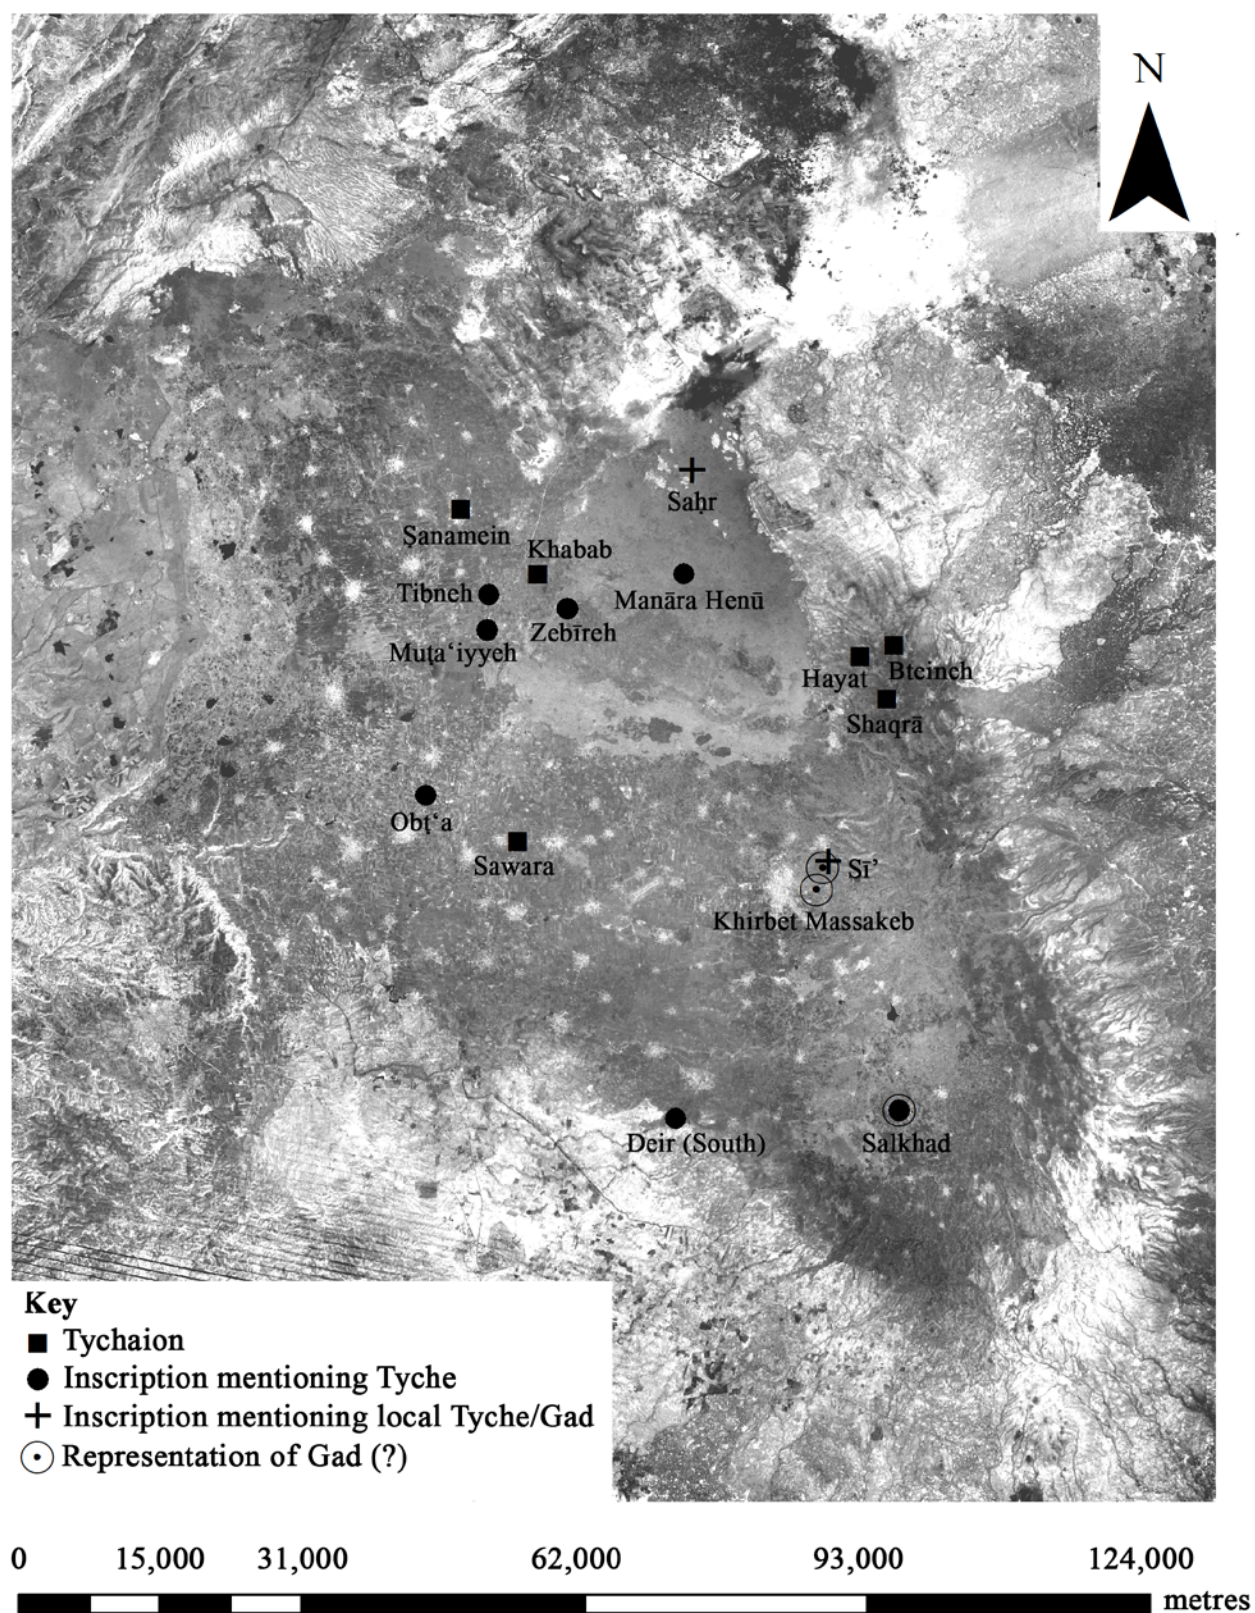 N
Saḥr
Ṣanamein
Khabab
Tibneh
Manāra Henū
Zebīreh
Muṭa‘iyyeh
Bteineh
Hayat
Shaqrā
Obṭ‘a
Sawara
Sī’
Khirbet Massakeb
Deir (South)
Salkhad
Key
Tychaion
Inscription mentioning Tyche
Inscription mentioning local Tyche/Gad
Representation of Gad (?)
0 15,000 31,000 62,000 93,000 124,000
metres